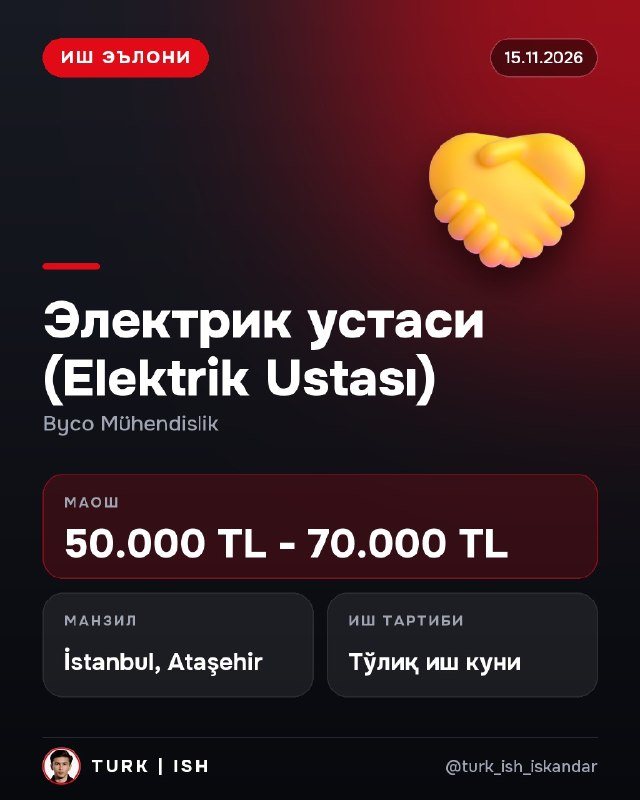 ИШ ЭЪЛОНИ
15.11.2026
Электрик устаси
(Elektrik Ustası)
Byco Mühendislik
МАОШ
50.000 TL - 70.000 TL
МАНЗИЛ
İstanbul, Ataşehir
ИШ ТАРТИБИ
Тўлиқ иш куни
TURK | ISH
@turk_ish_iskandar